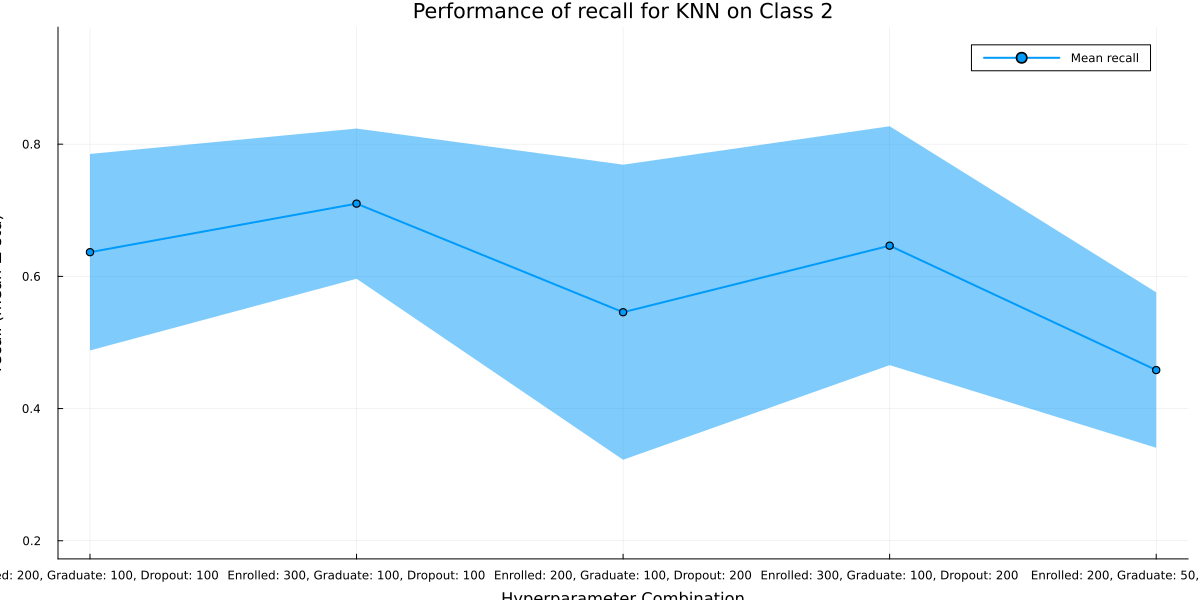 Performance of recall for KNN on Class 2
Mean recall
0.8
0.6
0.4
0.2
200, Graduate: 100, Dropout: 100
Enrolled: 300, Graduate: 100, Dropout: 100
Enrolled: 200, Graduate: 100, Dropout: 200
Enrolled: 300, Graduate: 100, Dropout: 200
Enrolled: 200, Graduate: 50,
Hyperparameter Combination